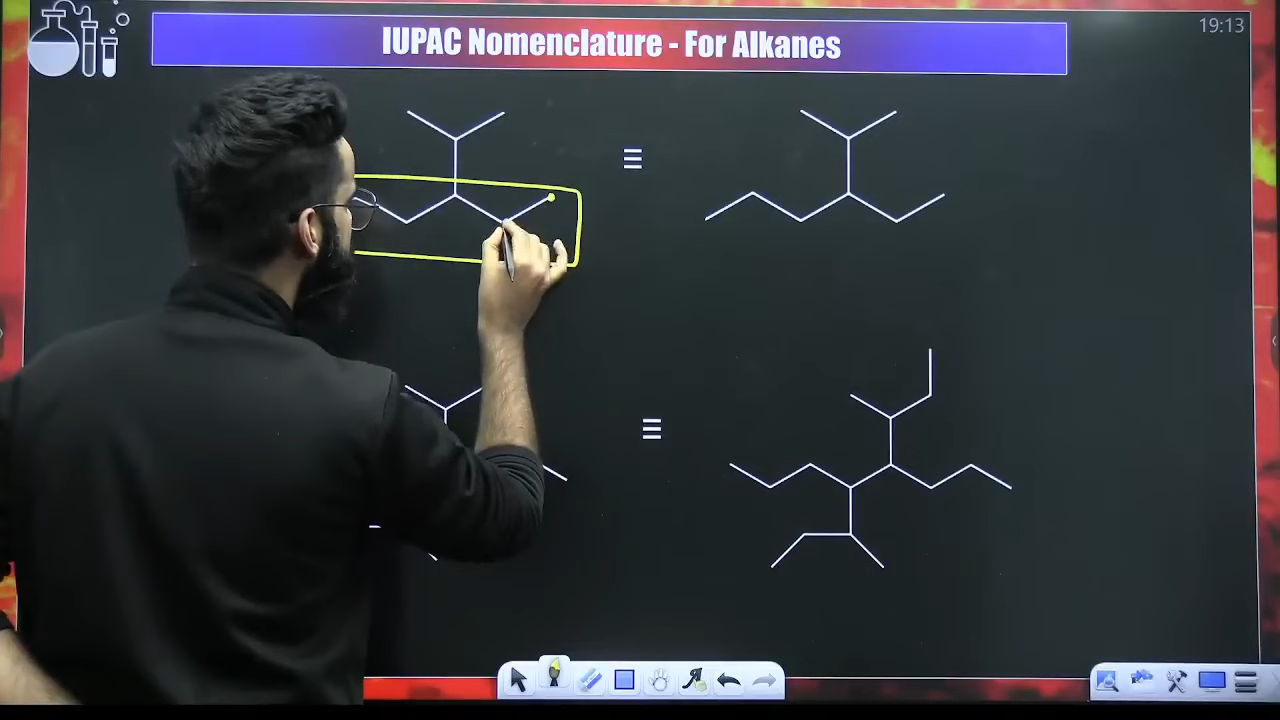 19:13
IUPAC Nomenclature - For Alkanes
≡
≡